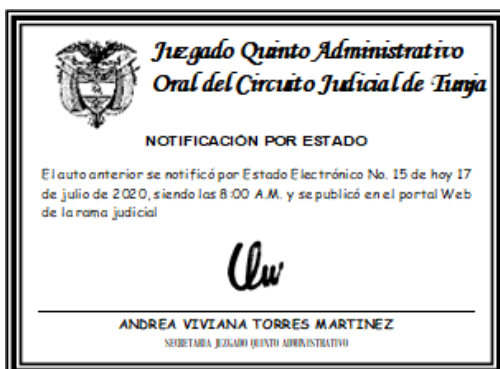 Juzgado Quinto Administrativo
Oral del Circuito Judicial de Tunja
NOTIFICACIÓN POR ESTADO
El auto anterior se notificó por Estado Electrónico No. 15 de hoy 17
de julio de 2020, siendo las 8:00 A.M. y se publicó en el portal Web
de la rama judicial
ANDREA VIVIANA TORRES MARTINEZ
SECRETARIA JUZGADO QUINTO ADMINISTRATIVO